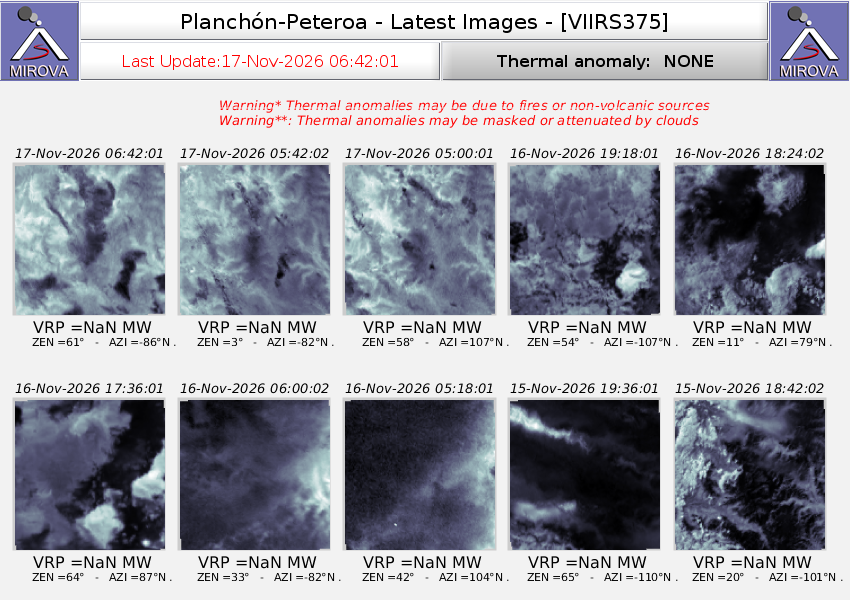 Planchón-Peteroa - Latest Images - [VIIRS375]
MIROVA
Last Update:17-Nov-2026 06:42:01
Thermal anomaly: NONE
MIROVA
Warning* Thermal anomalies may be due to fires or non-volcanic sources
Warning**: Thermal anomalies may be masked or attenuated by clouds
17-Nov-2026 06:42:01 17-Nov-2026 05:42:02 17-Nov-2026 05:00:01 16-Nov-2026 19:18:01 16-Nov-2026 18:24:02
VRP =NaN MW VRP =NaN MW VRP =NaN MW VRP =NaN MW VRP =NaN MW
ZEN =61° - AZI =-86°N . ZEN =3° - AZI =-82°N . ZEN =58° - AZI =107°N . ZEN =54° - AZI =-107°N . ZEN =11° - AZI =79°N .
16-Nov-2026 17:36:01 16-Nov-2026 06:00:02 16-Nov-2026 05:18:01 15-Nov-2026 19:36:01 15-Nov-2026 18:42:02
VRP =NaN MW VRP =NaN MW VRP =NaN MW VRP =NaN MW VRP =NaN MW
ZEN =64° - AZI =87°N . ZEN =33° - AZI =-82°N . ZEN =42° - AZI =104°N . ZEN =65° - AZI =-110°N . ZEN =20° - AZI =-101°N .